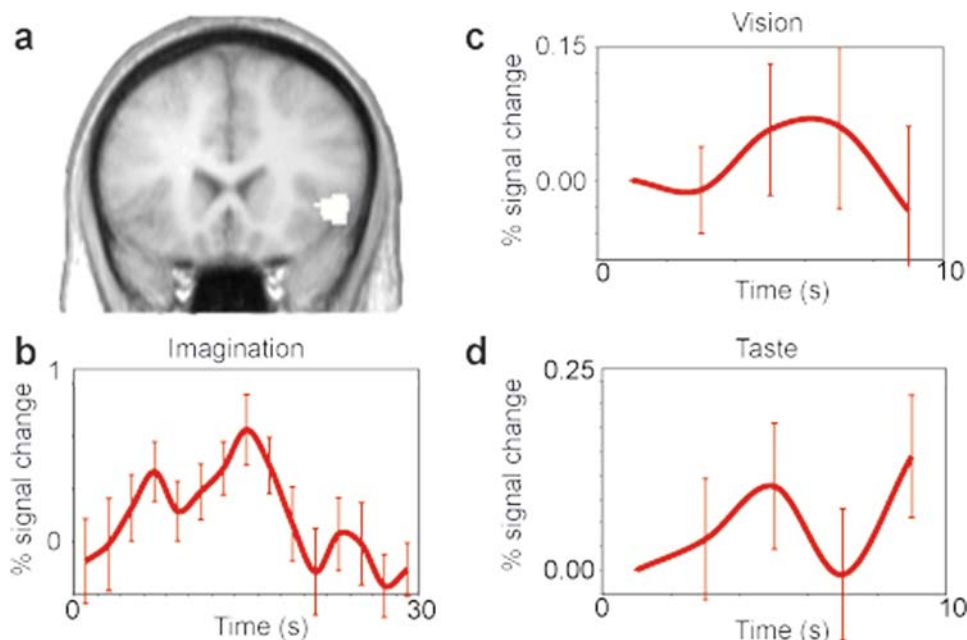 a
b
Imagination
% signal change
1
0
0
30
Time (s)
c
Vision
% signal change
0.15
0.00
0
10
Time (s)
d
Taste
% signal change
0.25
0.00
0
10
Time (s)